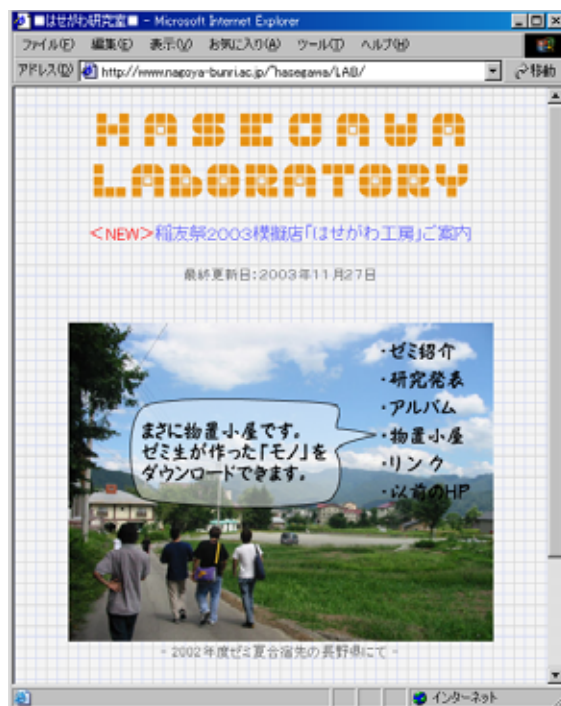 ■はせがわ研究室■ - Microsoft Internet Explorer
ファイル(F) 編集(E) 表示(V) お気に入り(A) ツール(T) ヘルプ(H)
アドレス(D) http://www.nagoya-bunri.ac.jp/~hasegawa/LAB/ 移動
HASEGAWA
LABORATORY
<NEW>稲友祭2003模擬店「はせがわ工房」ご案内
最終更新日:2003年11月27日
・ゼミ紹介
・研究発表
・アルバム
・物置小屋
・リンク
・以前のHP
まさに物置小屋です。
ゼミ生が作った「モノ」を
ダウンロードできます。
- 2002年度ゼミ夏合宿先の長野県にて -
インターネット